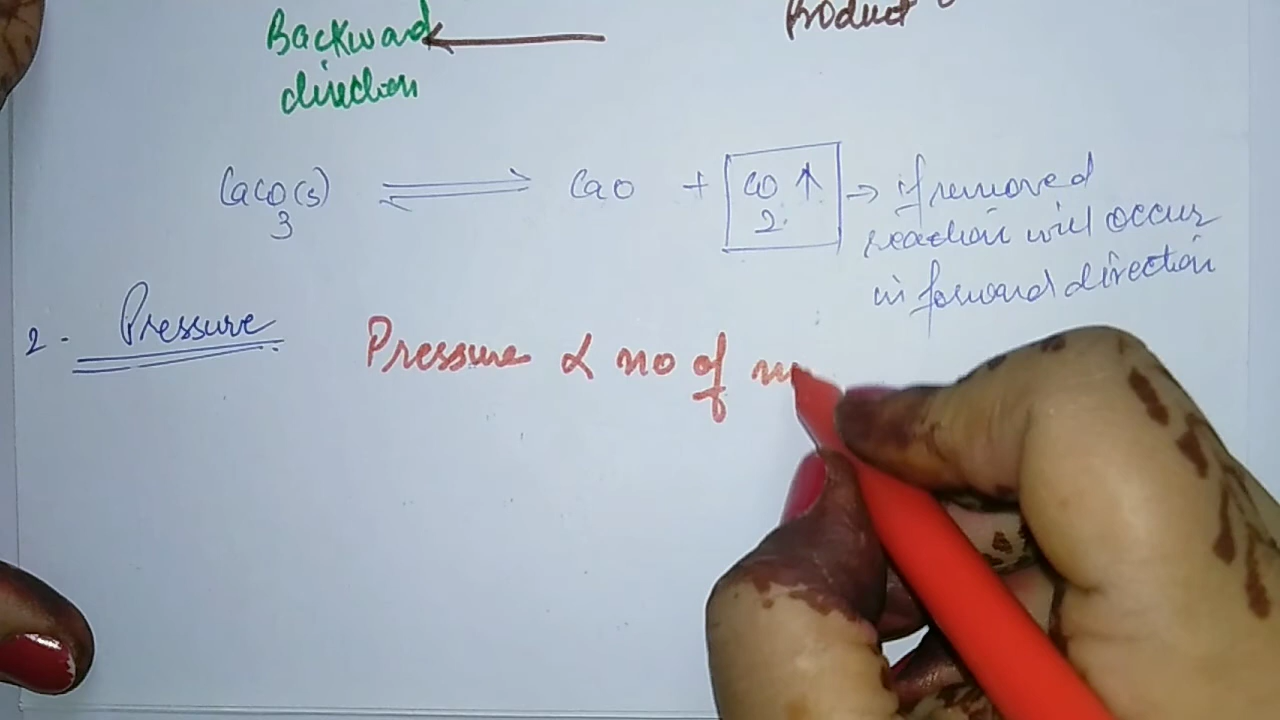 Backward
direction
Product
CaCO3(s) ⇌ CaO + CO2 ↑ → if removed
reaction will occur
in forward direction
2. Pressure
Pressure ∝ no of m